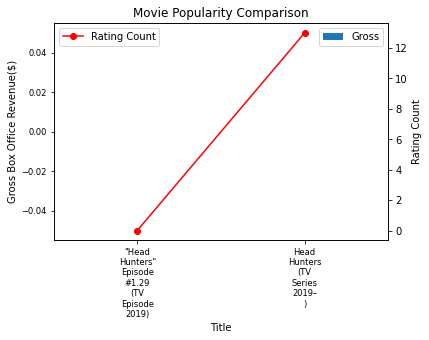 Movie Popularity Comparison
Rating Count
Gross
0.04
0.02
0.00
−0.02
−0.04
Gross Box Office Revenue($)
12
10
8
6
4
2
0
Rating Count
"Head
Hunters"
Episode
#1.29
(TV
Episode
2019)
Head
Hunters
(TV
Series
2019–
)
Title